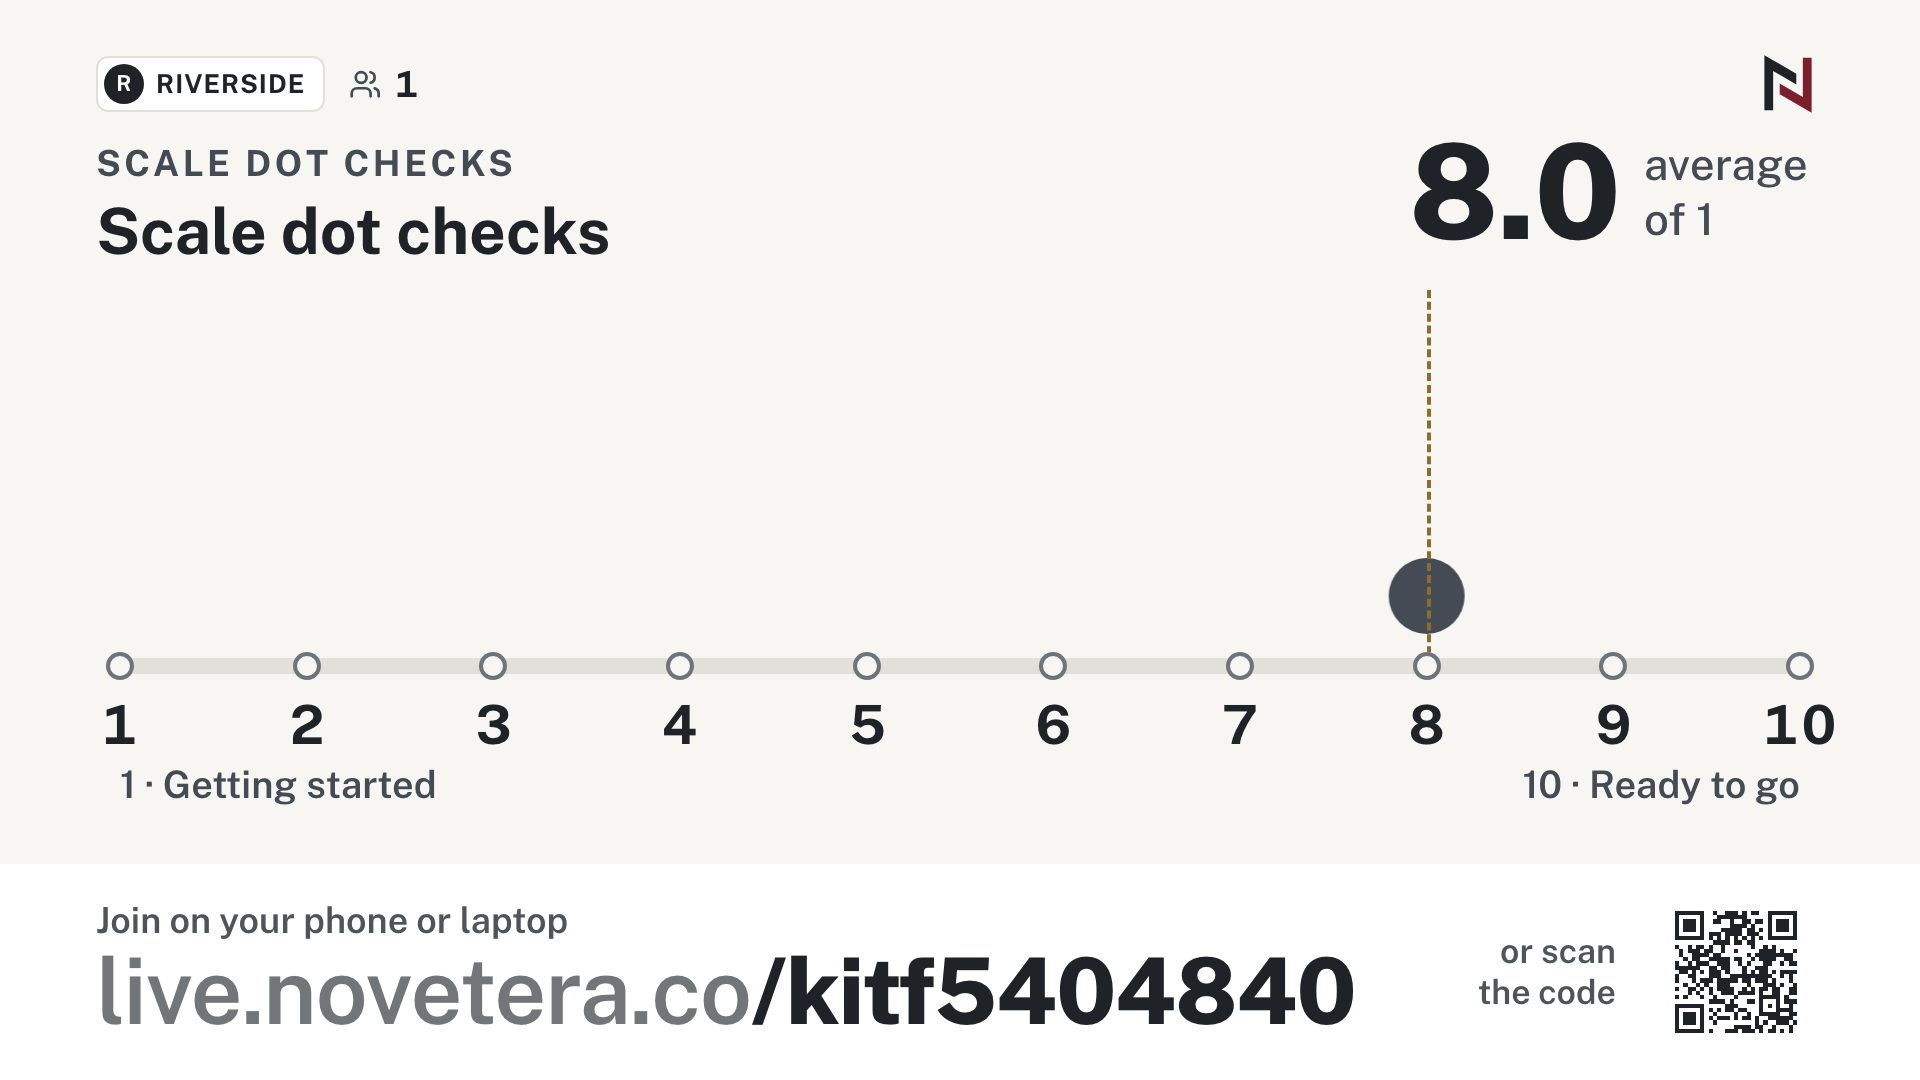 R RIVERSIDE 1
SCALE DOT CHECKS
Scale dot checks
8.0 average
of 1
1 2 3 4 5 6 7 8 9 10
1 · Getting started
10 · Ready to go
Join on your phone or laptop
live.novetera.co/kitf5404840
or scan
the code